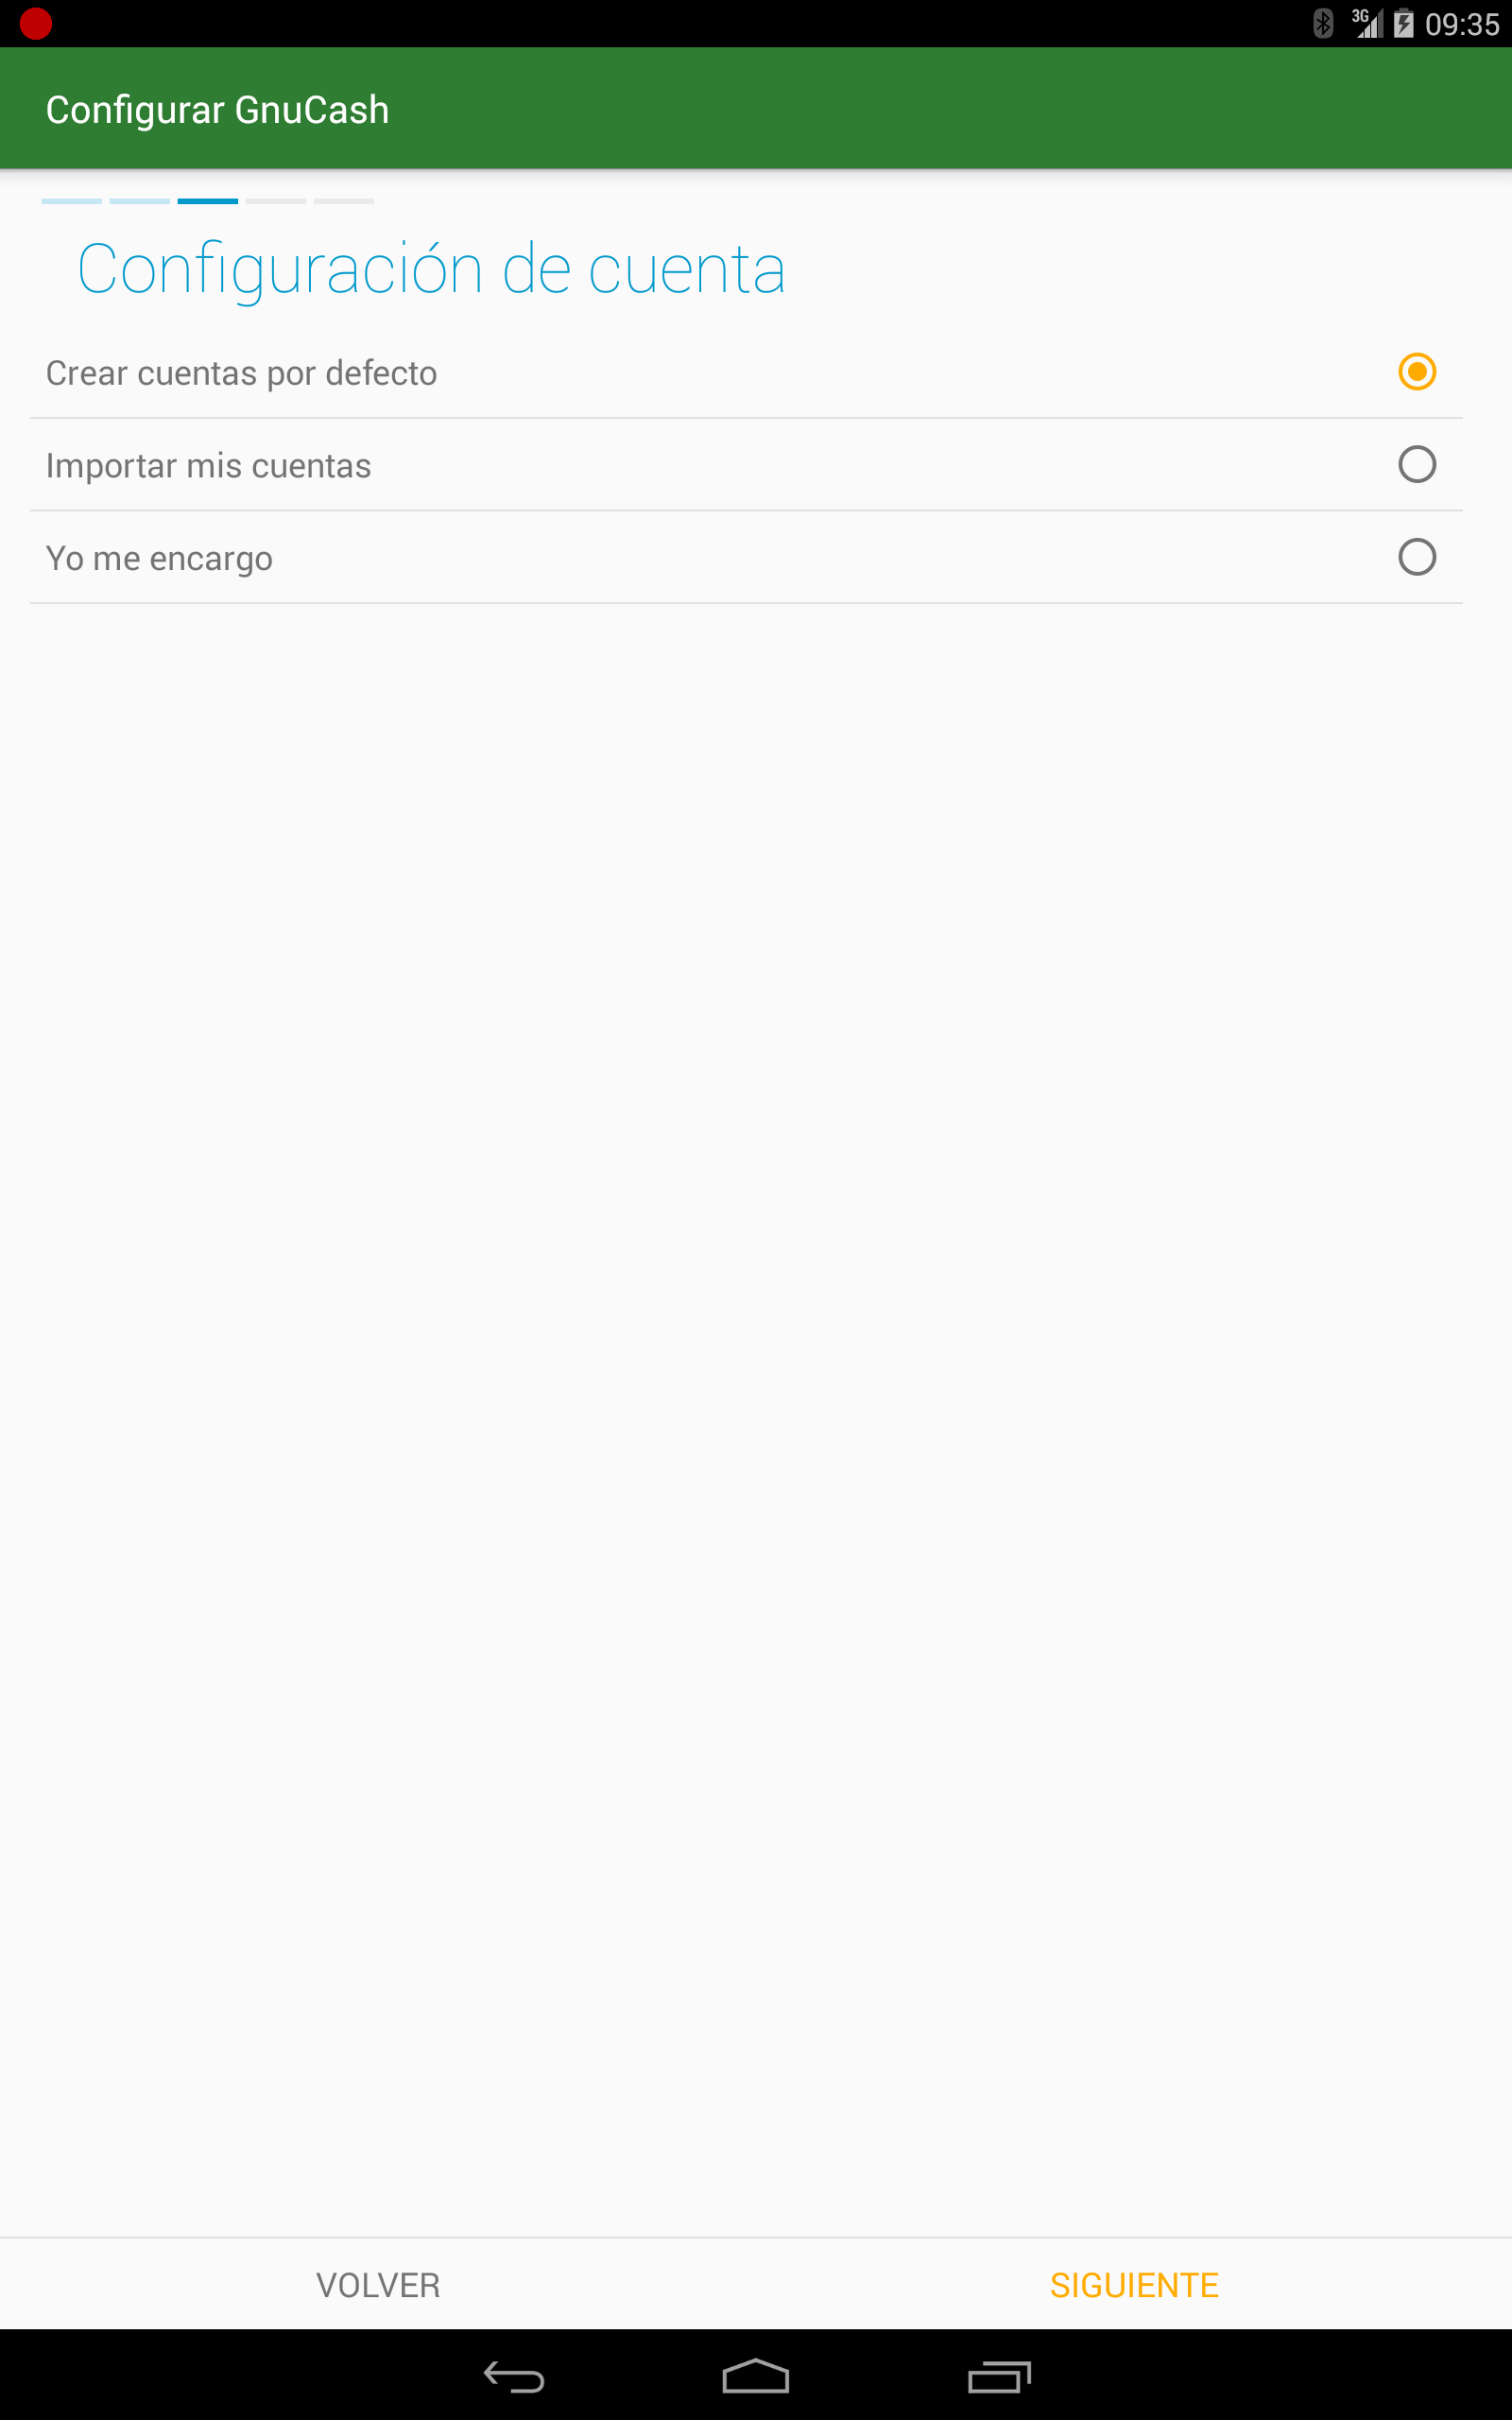 3G 09:35
Configurar GnuCash
Configuración de cuenta
Crear cuentas por defecto
Importar mis cuentas
Yo me encargo
VOLVER SIGUIENTE